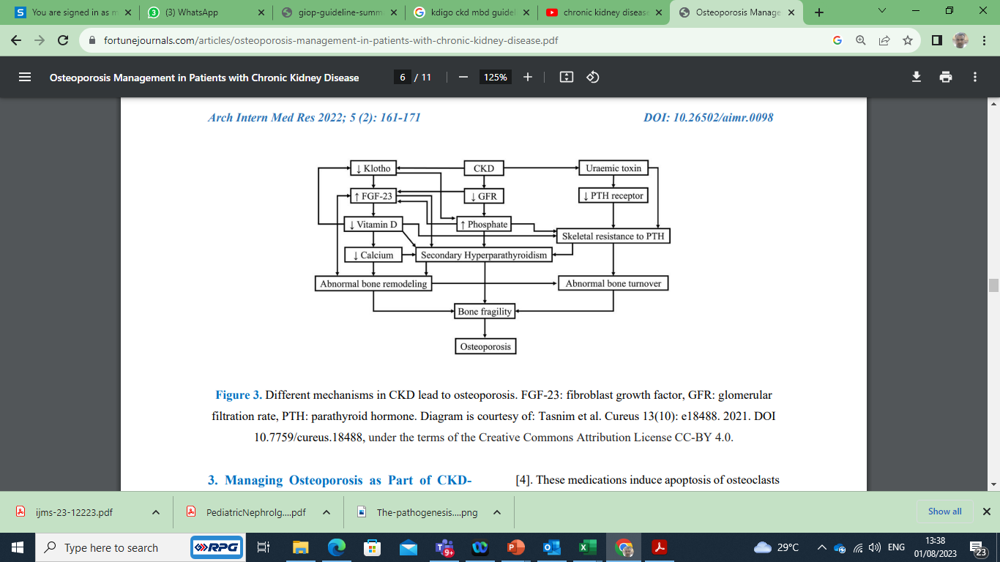 You are signed in as m
(3) WhatsApp
giop-guideline-summ
kdigo ckd mbd guidel
chronic kidney disease
Osteoporosis Manage
fortunejournals.com/articles/osteoporosis-management-in-patients-with-chronic-kidney-disease.pdf
Osteoporosis Management in Patients with Chronic Kidney Disease
6 / 11
125%
Arch Intern Med Res 2022; 5 (2): 161-171
DOI: 10.26502/aimr.0098
↓ Klotho
CKD
Uraemic toxin
↑ FGF-23
↓ GFR
↓ PTH receptor
↓ Vitamin D
↑ Phosphate
Skeletal resistance to PTH
↓ Calcium
Secondary Hyperparathyroidism
Abnormal bone remodeling
Abnormal bone turnover
Bone fragility
Osteoporosis
Figure 3. Different mechanisms in CKD lead to osteoporosis. FGF-23: fibroblast growth factor, GFR: glomerular
filtration rate, PTH: parathyroid hormone. Diagram is courtesy of: Tasnim et al. Cureus 13(10): e18488. 2021. DOI
10.7759/cureus.18488, under the terms of the Creative Commons Attribution License CC-BY 4.0.
3. Managing Osteoporosis as Part of CKD-
[4]. These medications induce apoptosis of osteoclasts
ijms-23-12223.pdf
PediatricNephrolg....pdf
The-pathogenesis....png
Show all
Type here to search
RPG
9+
29°C
ENG
13:38
01/08/2023
23